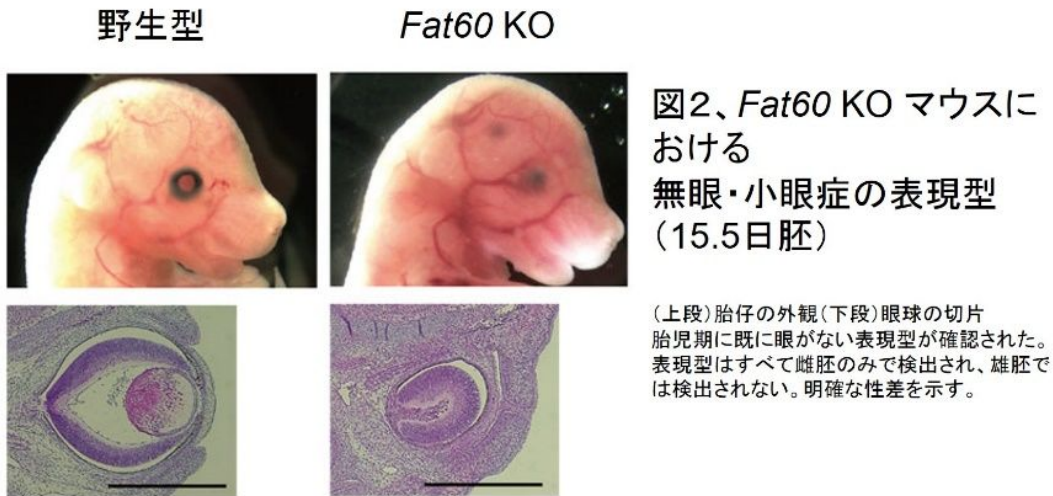 野生型
Fat60 KO
図2、Fat60 KO マウスに
おける
無眼・小眼症の表現型
(15.5日胚)
(上段)胎仔の外観(下段)眼球の切片
胎児期に既に眼がない表現型が確認された。
表現型はすべて雌胚のみで検出され、雄胚で
は検出されない。明確な性差を示す。